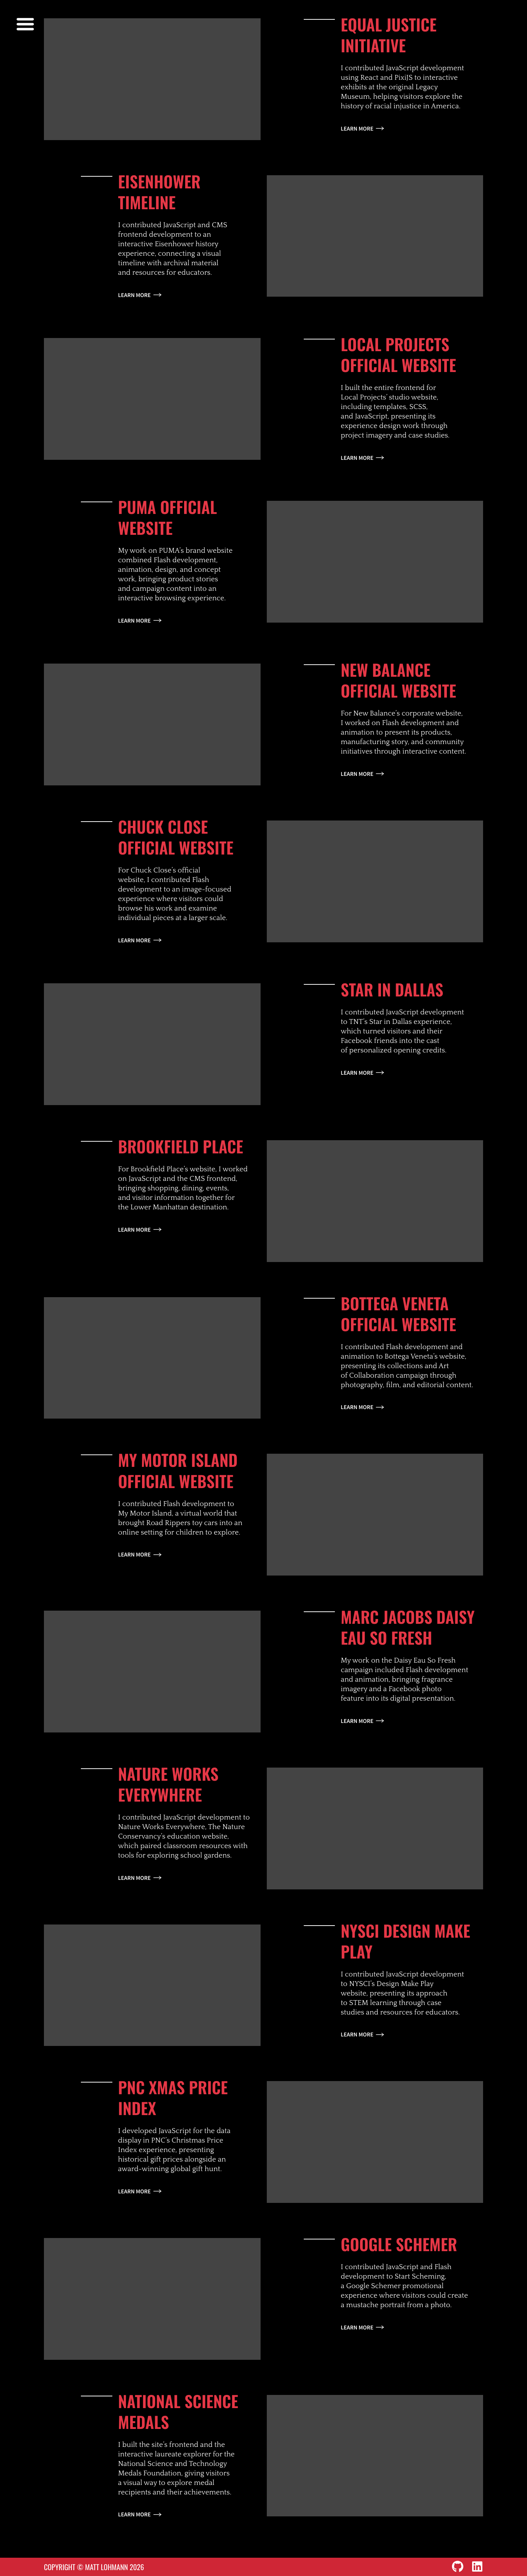 EQUAL JUSTICE
INITIATIVE
I contributed JavaScript development
using React and PixiJS to interactive
exhibits at the original Legacy
Museum, helping visitors explore the
history of racial injustice in America.
LEARN MORE
EISENHOWER
TIMELINE
I contributed JavaScript and CMS
frontend development to an
interactive Eisenhower history
experience, connecting a visual
timeline with archival material
and resources for educators.
LEARN MORE
LOCAL PROJECTS
OFFICIAL WEBSITE
I built the entire frontend for
Local Projects' studio website,
including templates, SCSS,
and JavaScript, presenting its
experience design work through
project imagery and case studies.
LEARN MORE
PUMA OFFICIAL
WEBSITE
My work on PUMA's brand website
combined Flash development,
animation, design, and concept
work, bringing product stories
and campaign content into an
interactive browsing experience.
LEARN MORE
NEW BALANCE
OFFICIAL WEBSITE
For New Balance's corporate website,
I worked on Flash development and
animation to present its products,
manufacturing story, and community
initiatives through interactive content.
LEARN MORE
CHUCK CLOSE
OFFICIAL WEBSITE
For Chuck Close's official
website, I contributed Flash
development to an image-focused
experience where visitors could
browse his work and examine
individual pieces at a larger scale.
LEARN MORE
STAR IN DALLAS
I contributed JavaScript development
to TNT's Star in Dallas experience,
which turned visitors and their
Facebook friends into the cast
of personalized opening credits.
LEARN MORE
BROOKFIELD PLACE
For Brookfield Place's website, I worked
on JavaScript and the CMS frontend,
bringing shopping, dining, events,
and visitor information together for
the Lower Manhattan destination.
LEARN MORE
BOTTEGA VENETA
OFFICIAL WEBSITE
I contributed Flash development and
animation to Bottega Veneta's website,
presenting its collections and Art
of Collaboration campaign through
photography, film, and editorial content.
LEARN MORE
MY MOTOR ISLAND
OFFICIAL WEBSITE
I contributed Flash development to
My Motor Island, a virtual world that
brought Road Rippers toy cars into an
online setting for children to explore.
LEARN MORE
MARC JACOBS DAISY
EAU SO FRESH
My work on the Daisy Eau So Fresh
campaign included Flash development
and animation, bringing fragrance
imagery and a Facebook photo
feature into its digital presentation.
LEARN MORE
NATURE WORKS
EVERYWHERE
I contributed JavaScript development to
Nature Works Everywhere, The Nature
Conservancy's education website,
which paired classroom resources with
tools for exploring school gardens.
LEARN MORE
NYSCI DESIGN MAKE
PLAY
I contributed JavaScript development
to NYSCI's Design Make Play
website, presenting its approach
to STEM learning through case
studies and resources for educators.
LEARN MORE
PNC XMAS PRICE
INDEX
I developed JavaScript for the data
display in PNC's Christmas Price
Index experience, presenting
historical gift prices alongside an
award-winning global gift hunt.
LEARN MORE
GOOGLE SCHEMER
I contributed JavaScript and Flash
development to Start Scheming,
a Google Schemer promotional
experience where visitors could create
a mustache portrait from a photo.
LEARN MORE
NATIONAL SCIENCE
MEDALS
I built the site's frontend and the
interactive laureate explorer for the
National Science and Technology
Medals Foundation, giving visitors
a visual way to explore medal
recipients and their achievements.
LEARN MORE
COPYRIGHT © MATT LOHMANN 2026